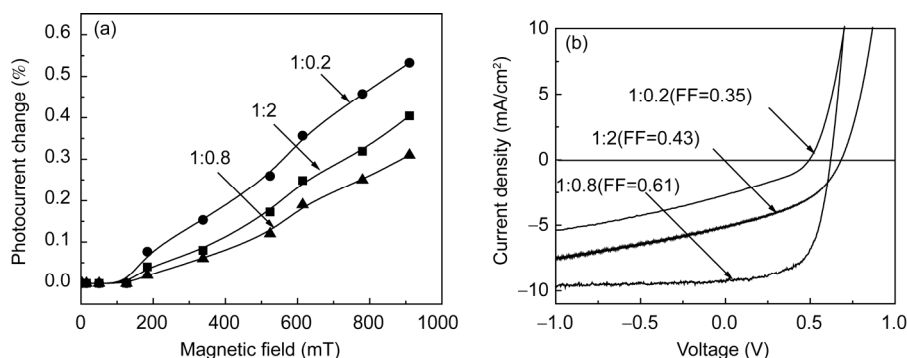 (a)
Photocurrent change (%)
0.6
0.5
0.4
0.3
0.2
0.1
0.0
1:0.2
1:2
1:0.8
0
200
400
600
800
1000
Magnetic field (mT)
(b)
Current density (mA/cm²)
10
5
0
−5
−10
1:0.2(FF=0.35)
1:2(FF=0.43)
1:0.8(FF=0.61)
−1.0
−0.5
0.0
0.5
1.0
Voltage (V)